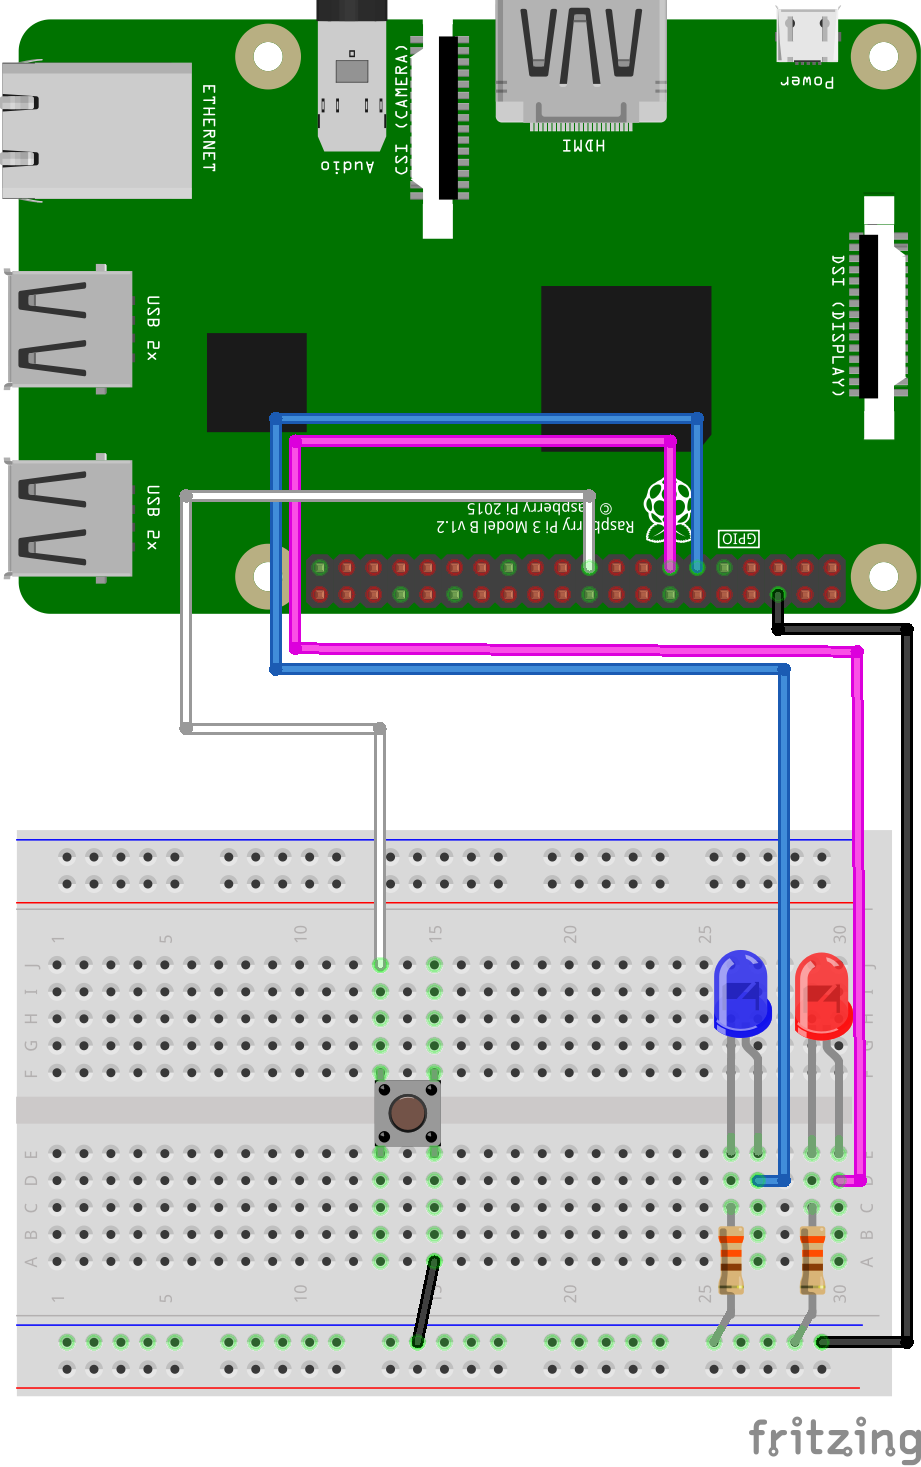 Power
HDMI
Audio
CSI (CAMERA)
ETHERNET
DSI (DISPLAY)
USB 2x
USB 2x
Raspberry Pi 3 Model B v1.2
© Raspberry Pi 2015
GPIO
1 5 10 15 20 25 30
J J
I I
H H
G G
F
E E
D D
C C
B B
A A
1 5 10 15 20 25 30
fritzing